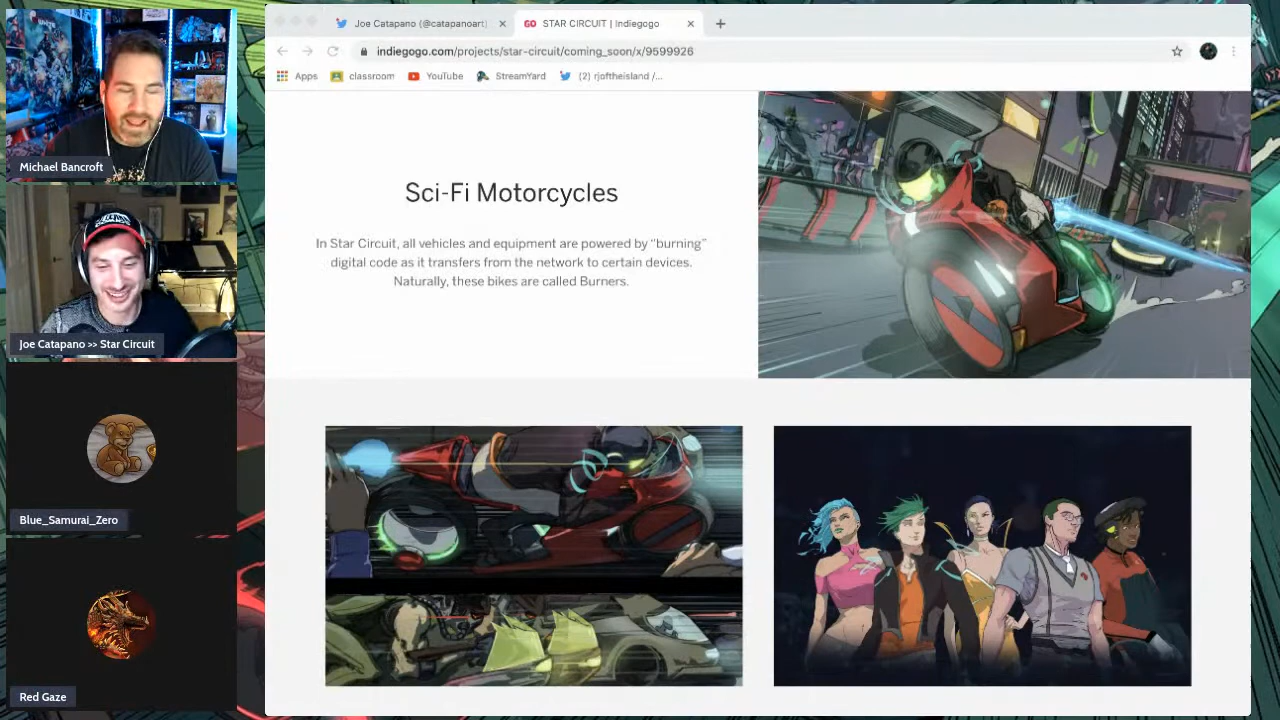 Joe Catapano (@catapanoart)
GO STAR CIRCUIT | Indiegogo
indiegogo.com/projects/star-circuit/coming_soon/x/9599926
Apps classroom YouTube StreamYard (2) rjoftheisland /...
Michael Bancroft
Sci-Fi Motorcycles
In Star Circuit, all vehicles and equipment are powered by “burning”
digital code as it transfers from the network to certain devices.
Naturally, these bikes are called Burners.
Joe Catapano >> Star Circuit
Blue_Samurai_Zero
Red Gaze